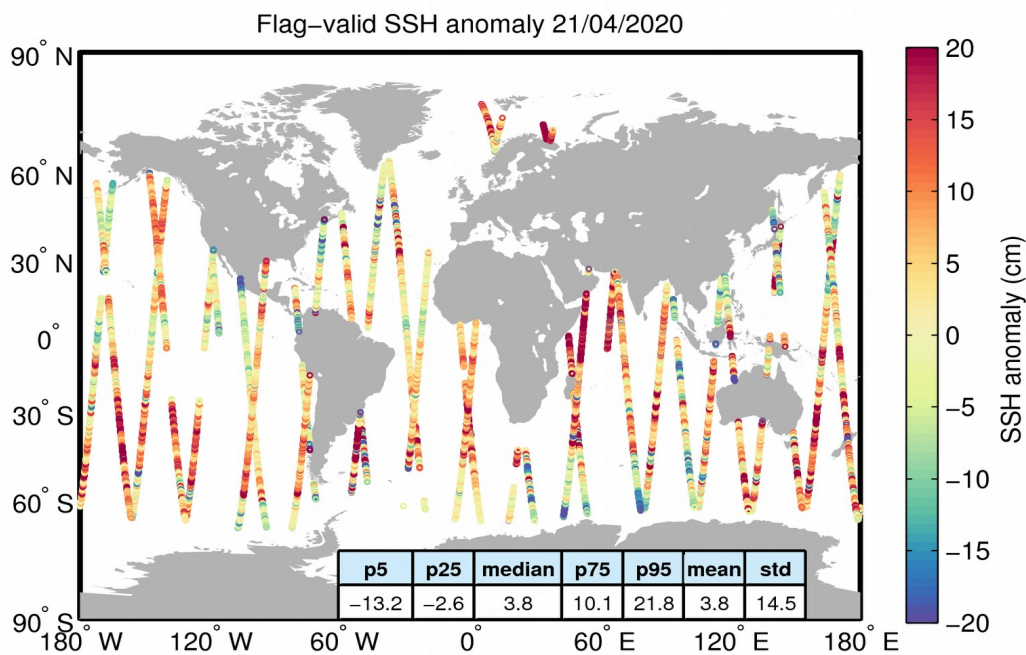 Flag−valid SSH anomaly 21/04/2020
90° N
60° N
30° N
0°
30° S
60° S
90° S
180° W
120° W
60° W
0°
60° E
120° E
180° E
p5 p25 median p75 p95 mean std
−13.2 −2.6 3.8 10.1 21.8 3.8 14.5
20
15
10
5
0
−5
−10
−15
−20
SSH anomaly (cm)